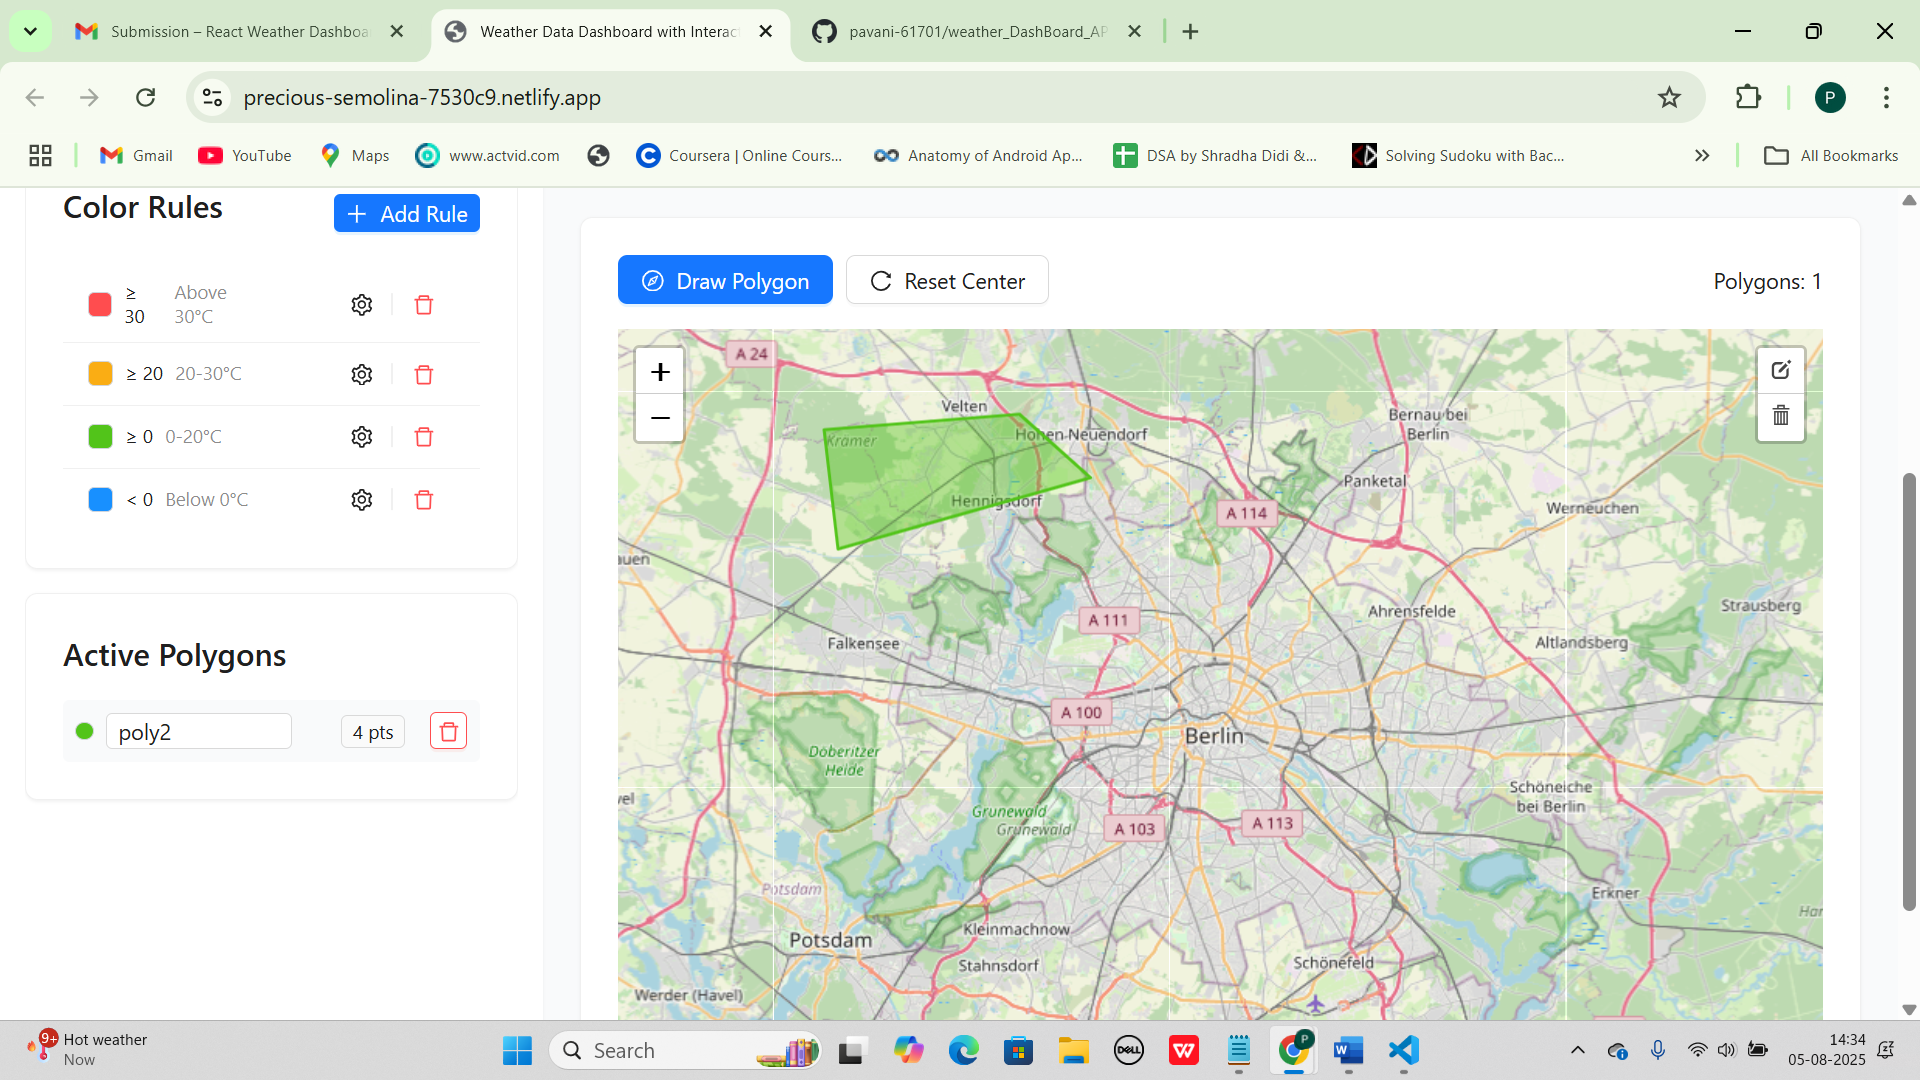 Submission – React Weather Dashboa
Weather Data Dashboard with Interac
pavani-61701/weather_DashBoard_AP
precious-semolina-7530c9.netlify.app
P
Gmail
YouTube
Maps
www.actvid.com
Coursera | Online Cours...
Anatomy of Android Ap...
DSA by Shradha Didi &...
Solving Sudoku with Bac...
All Bookmarks
Color Rules
Add Rule
≥ 30 Above 30°C
≥ 20 20-30°C
≥ 0 0-20°C
< 0 Below 0°C
Active Polygons
poly2
4 pts
Draw Polygon
Reset Center
Polygons: 1
+
−
A 24
Velten
Krämer
Hohen-Neuendorf
Bernau bei
Berlin
Panketal
Hennigsdorf
A 114
Werneuchen
auen
A 111
Ahrensfelde
Strausberg
Falkensee
Altlandsberg
A 100
Berlin
Döberitzer
Heide
Schöneiche
bei Berlin
vel
Grunewald
Grunewald
A 103
A 113
Potsdam
Erkner
Har
Kleinmachnow
Potsdam
Stahnsdorf
Schönefeld
Werder (Havel)
9+
Hot weather
Now
Search
DELL
P
14:34
05-08-2025